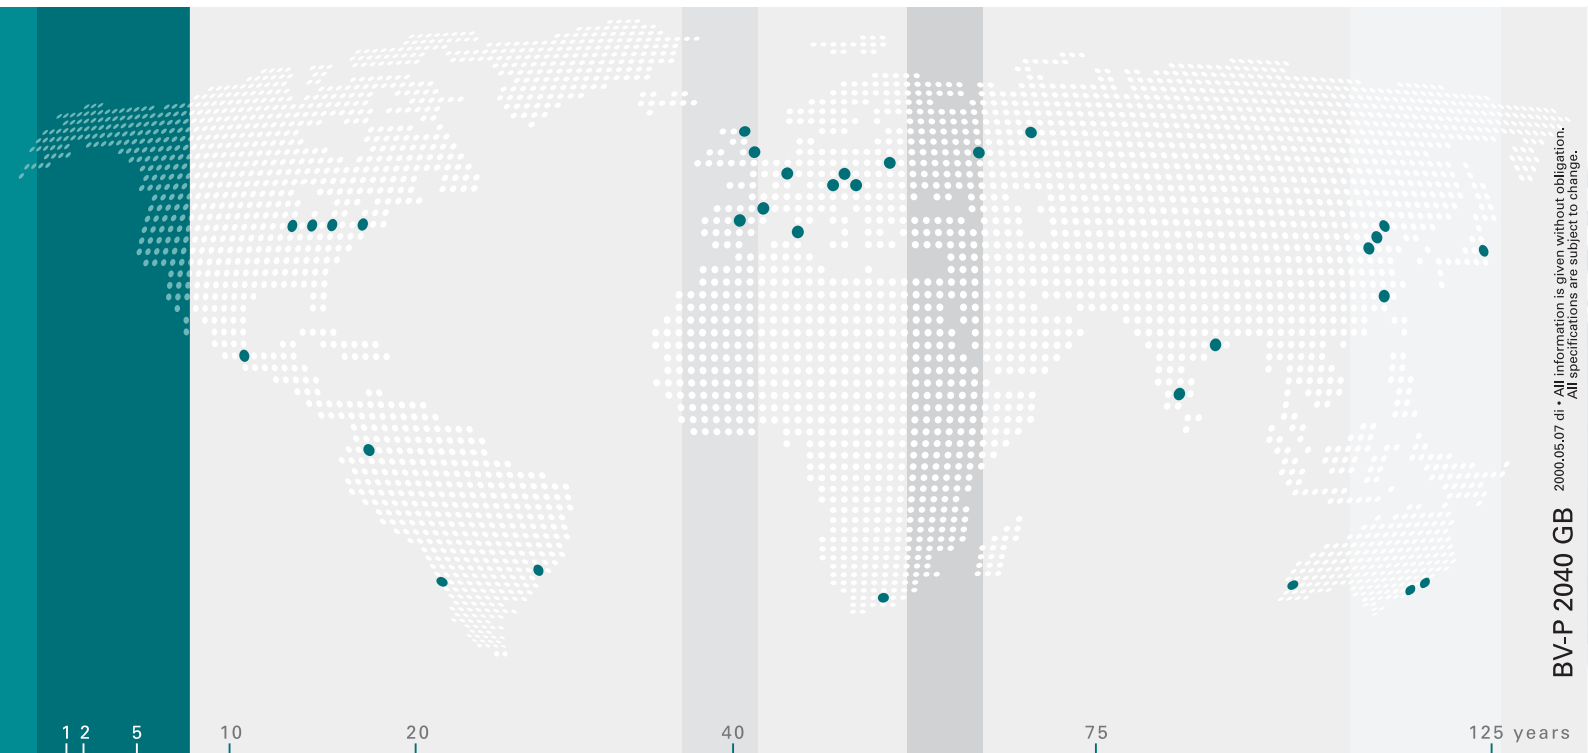 BV-P 2040 GB 2000.05.07 di • All information is given without obligation.
All specifications are subject to change.
1 2 5 10 20 40 75 125 years